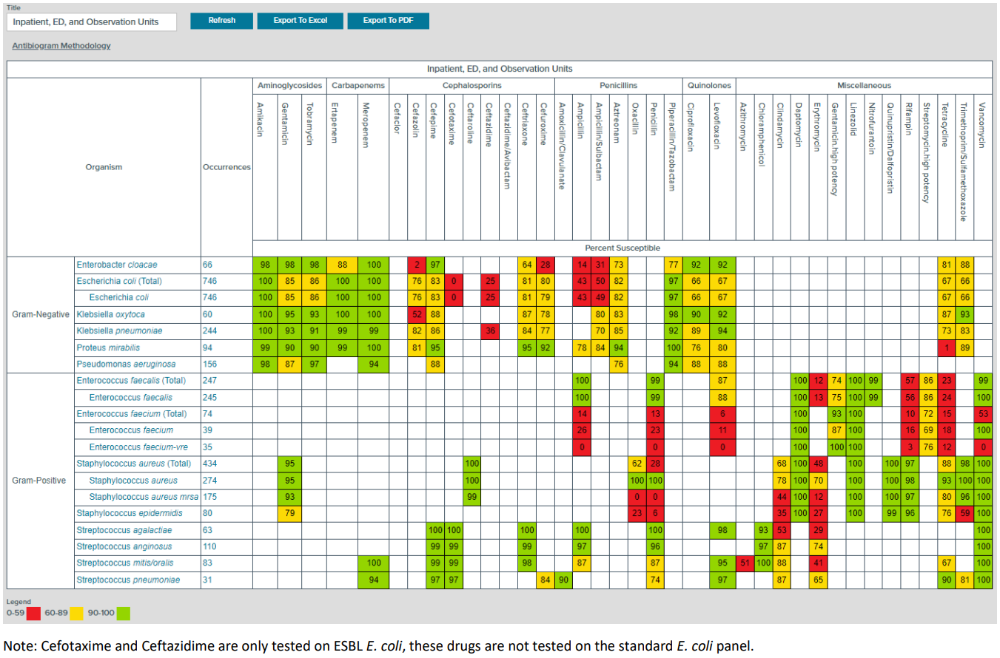 Title
Inpatient, ED, and Observation Units Refresh Export To Excel Export To PDF
Antibiogram Methodology
Inpatient, ED, and Observation Units
Organism Occurrences Aminoglycosides Carbapenems Cephalosporins Penicillins Quinolones Miscellaneous
Amikacin Gentamicin Tobramycin Ertapenem Meropenem Cefaclor Cefazolin Cefepime Cefotaxime Ceftaroline Ceftazidime Ceftazidime/Avibactam Ceftriaxone Cefuroxime Amoxicillin/Clavulanate Ampicillin Ampicillin/Sulbactam Aztreonam Oxacillin Penicillin Piperacillin/Tazobactam Ciprofloxacin Levofloxacin Azithromycin Chloramphenicol Clindamycin Daptomycin Erythromycin Gentamicin.high potency Linezolid Nitrofurantoin Quinupristin/Dalfopristin Rifampin Streptomycin.high potency Tetracycline Trimethoprim/Sulfamethoxazole Vancomycin
Percent Susceptible
Gram-Negative
Enterobacter cloacae 66 98 98 98 88 100 2 97 64 28 14 31 73 77 92 92 81 88
Escherichia coli (Total) 746 100 85 86 100 100 76 83 0 25 81 80 43 50 82 97 66 67 67 66
Escherichia coli 746 100 85 86 100 100 76 83 0 25 81 79 43 49 82 97 66 67 67 66
Klebsiella oxytoca 60 100 95 93 100 100 52 88 87 78 80 83 98 90 92 87 93
Klebsiella pneumoniae 244 100 93 91 99 99 82 86 36 84 77 70 85 92 89 94 73 83
Proteus mirabilis 94 99 90 90 99 100 81 95 95 92 78 84 94 100 76 80 1 89
Pseudomonas aeruginosa 156 98 87 97 94 88 76 94 88 88
Gram-Positive
Enterococcus faecalis (Total) 247 100 99 87 100 12 74 100 99 57 86 23 99
Enterococcus faecalis 245 100 99 88 100 13 75 100 99 56 86 24 100
Enterococcus faecium (Total) 74 14 13 6 100 93 100 10 72 15 53
Enterococcus faecium 39 26 23 11 100 87 100 16 69 18 100
Enterococcus faecium-vre 35 0 0 0 100 100 100 3 76 12 0
Staphylococcus aureus (Total) 434 95 100 62 28 68 100 48 100 100 97 88 98 100
Staphylococcus aureus 274 95 100 100 100 78 100 70 100 100 98 93 100 100
Staphylococcus aureus mrsa 175 93 99 0 0 44 100 12 100 100 97 80 96 100
Staphylococcus epidermidis 80 79 23 6 35 100 27 100 99 96 76 59 100
Streptococcus agalactiae 63 100 100 100 100 100 98 93 53 29 100
Streptococcus anginosus 110 99 99 99 97 96 97 87 74 100
Streptococcus mitis/oralis 83 100 99 99 98 87 87 95 51 100 88 41 67 100
Streptococcus pneumoniae 31 94 97 97 84 90 74 97 87 65 90 81 100
Legend
0-59 60-89 90-100
Note: Cefotaxime and Ceftazidime are only tested on ESBL E. coli, these drugs are not tested on the standard E. coli panel.